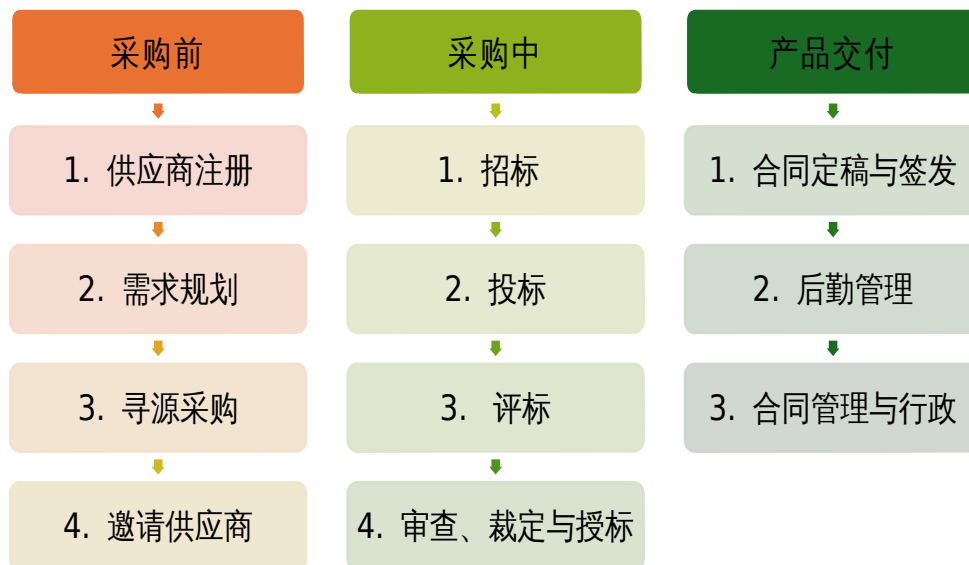 采购前
1. 供应商注册
2. 需求规划
3. 寻源采购
4. 邀请供应商
采购中
1. 招标
2. 投标
3. 评标
4. 审查、裁定与授标
产品交付
1. 合同定稿与签发
2. 后勤管理
3. 合同管理与行政